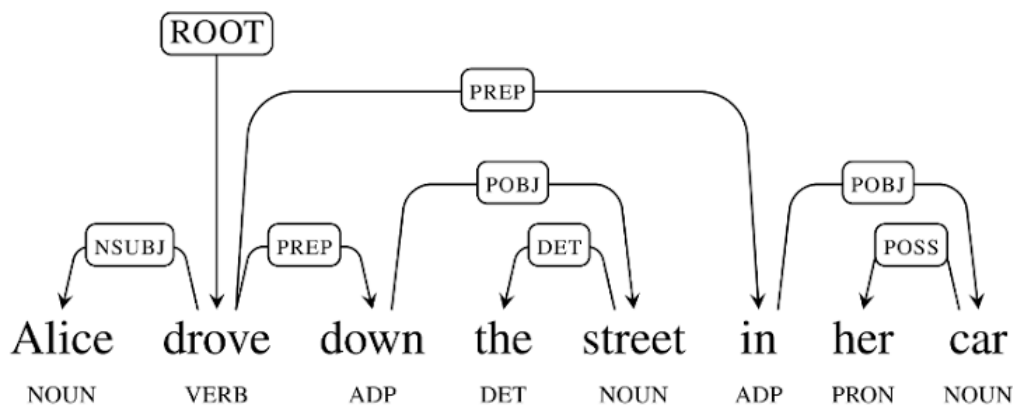 ROOT
PREP
POBJ POBJ
NSUBJ PREP DET POSS
Alice drove down the street in her car
NOUN VERB ADP DET NOUN ADP PRON NOUN